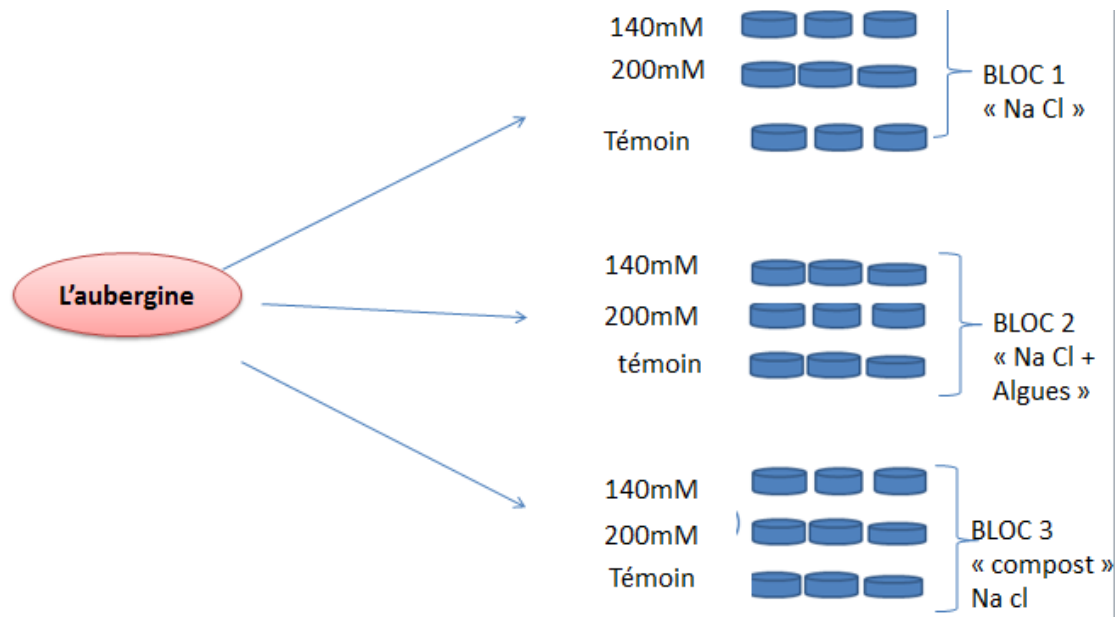 140mM
200mM
Témoin
BLOC 1
« Na Cl »
L'aubergine
140mM
200mM
témoin
BLOC 2
« Na Cl +
Algues »
140mM
200mM
Témoin
BLOC 3
« compost »
Na cl